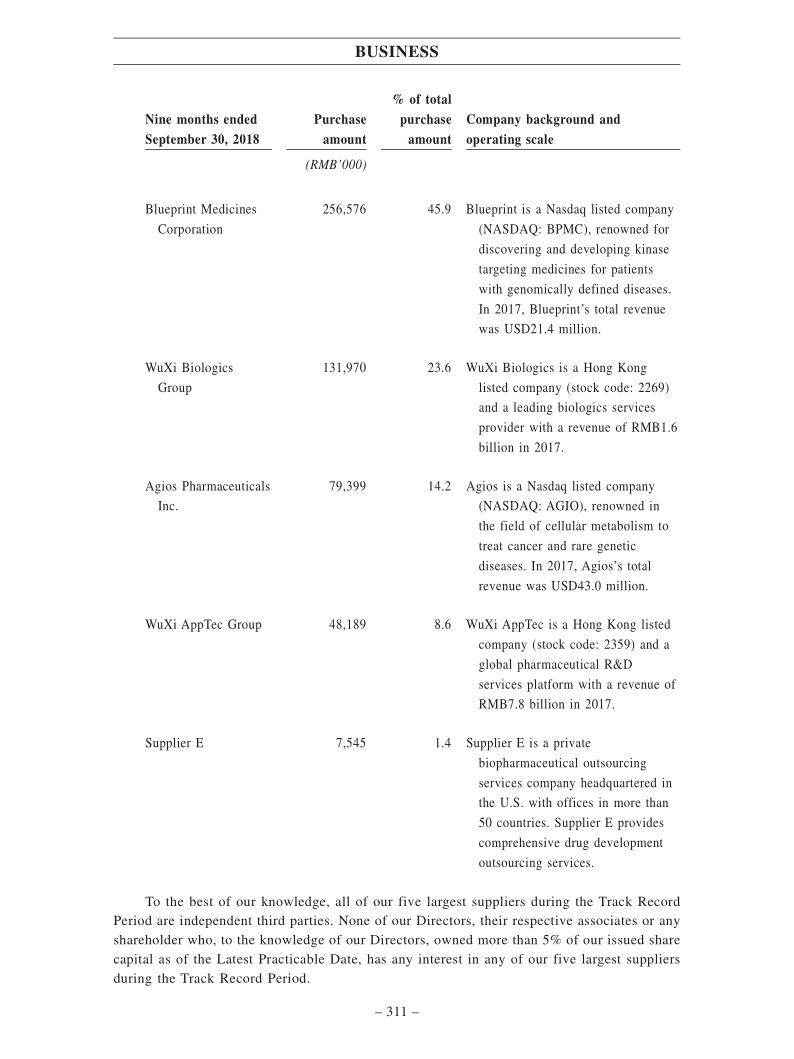 BUSINESS
% of total
Nine months ended Purchase purchase Company background and
September 30, 2018 amount amount operating scale
(RMB’000)
Blueprint Medicines 256,576 45.9 Blueprint is a Nasdaq listed company
Corporation (NASDAQ: BPMC), renowned for
discovering and developing kinase
targeting medicines for patients
with genomically defined diseases.
In 2017, Blueprint’s total revenue
was USD21.4 million.
WuXi Biologics 131,970 23.6 WuXi Biologics is a Hong Kong
Group listed company (stock code: 2269)
and a leading biologics services
provider with a revenue of RMB1.6
billion in 2017.
Agios Pharmaceuticals 79,399 14.2 Agios is a Nasdaq listed company
Inc. (NASDAQ: AGIO), renowned in
the field of cellular metabolism to
treat cancer and rare genetic
diseases. In 2017, Agios’s total
revenue was USD43.0 million.
WuXi AppTec Group 48,189 8.6 WuXi AppTec is a Hong Kong listed
company (stock code: 2359) and a
global pharmaceutical R&D
services platform with a revenue of
RMB7.8 billion in 2017.
Supplier E 7,545 1.4 Supplier E is a private
biopharmaceutical outsourcing
services company headquartered in
the U.S. with offices in more than
50 countries. Supplier E provides
comprehensive drug development
outsourcing services.
To the best of our knowledge, all of our five largest suppliers during the Track Record
Period are independent third parties. None of our Directors, their respective associates or any
shareholder who, to the knowledge of our Directors, owned more than 5% of our issued share
capital as of the Latest Practicable Date, has any interest in any of our five largest suppliers
during the Track Record Period.
– 311 –